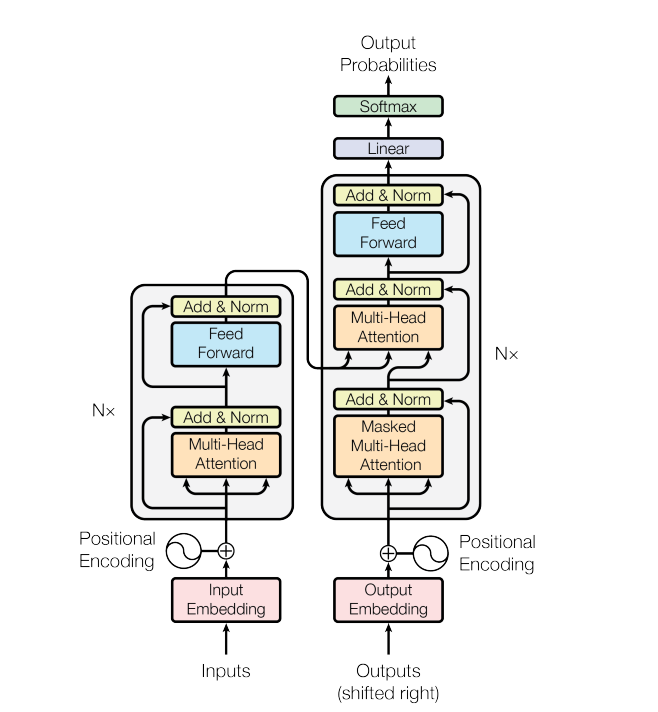 Output
Probabilities
Softmax
Linear
Add & Norm
Feed
Forward
Add & Norm
Multi-Head
Attention
Add & Norm
Masked
Multi-Head
Attention
N×
Positional
Encoding
Output
Embedding
Outputs
(shifted right)
Add & Norm
Feed
Forward
Add & Norm
Multi-Head
Attention
N×
Positional
Encoding
Input
Embedding
Inputs